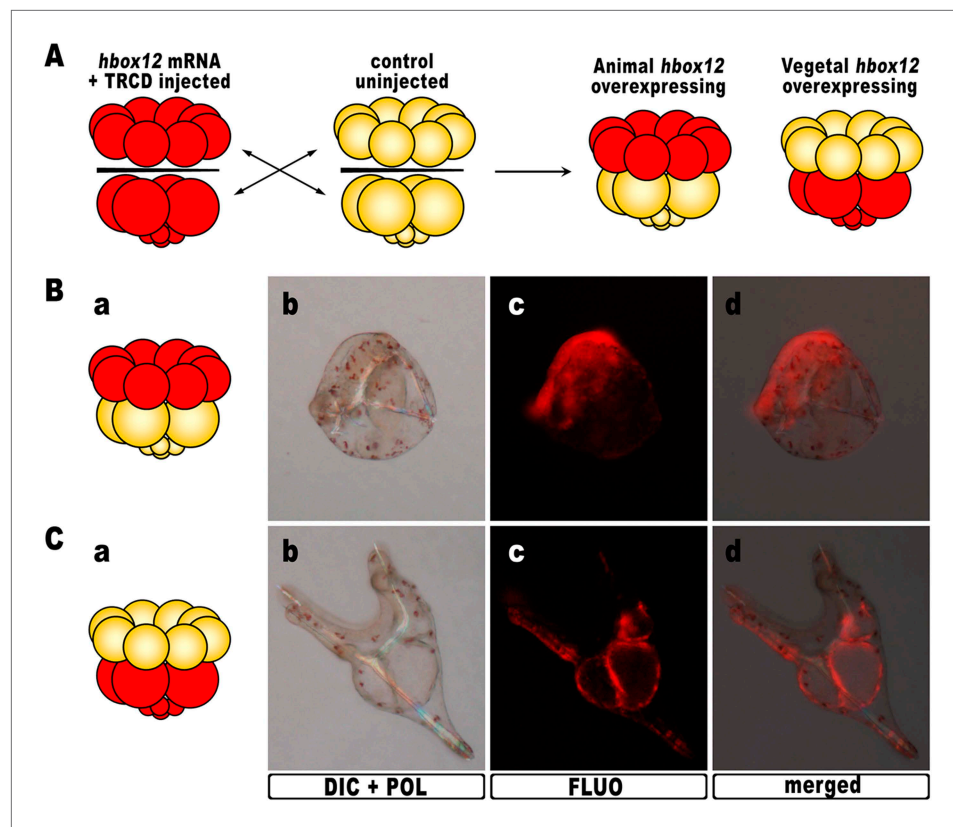 A
hbox12 mRNA
+ TRCD injected
control
uninjected
Animal hbox12
overexpressing
Vegetal hbox12
overexpressing
B
a
b
c
d
C
a
b
c
d
DIC + POL
FLUO
merged